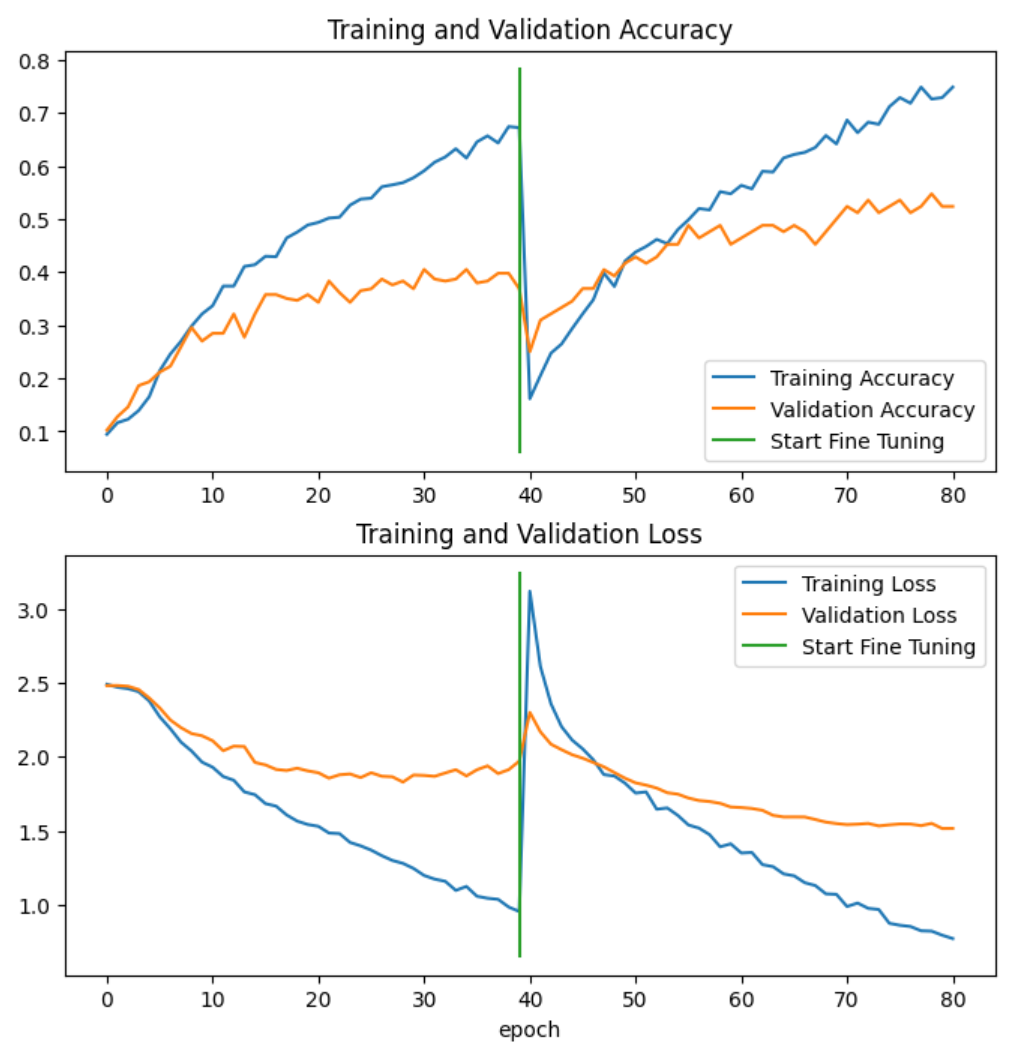 Training and Validation Accuracy
0.8
0.7
0.6
0.5
0.4
0.3
0.2
0.1
Training Accuracy
Validation Accuracy
Start Fine Tuning
0 10 20 30 40 50 60 70 80
Training and Validation Loss
3.0
2.5
2.0
1.5
1.0
Training Loss
Validation Loss
Start Fine Tuning
0 10 20 30 40 50 60 70 80
epoch